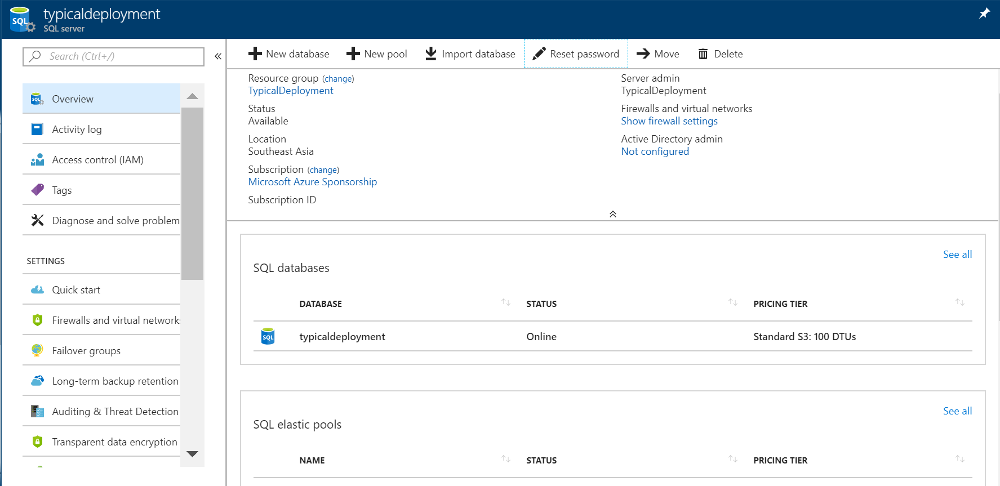 typicaldeployment
SQL server
Search (Ctrl+/)
Overview
Activity log
Access control (IAM)
Tags
Diagnose and solve problem
SETTINGS
Quick start
Firewalls and virtual networks
Failover groups
Long-term backup retention
Auditing & Threat Detection
Transparent data encryption
New database New pool Import database Reset password Move Delete
Resource group (change)
TypicalDeployment
Status
Available
Location
Southeast Asia
Subscription (change)
Microsoft Azure Sponsorship
Subscription ID
Server admin
TypicalDeployment
Firewalls and virtual networks
Show firewall settings
Active Directory admin
Not configured
See all
SQL databases
DATABASE STATUS PRICING TIER
SQL typicaldeployment Online Standard S3: 100 DTUs
See all
SQL elastic pools
NAME STATUS PRICING TIER